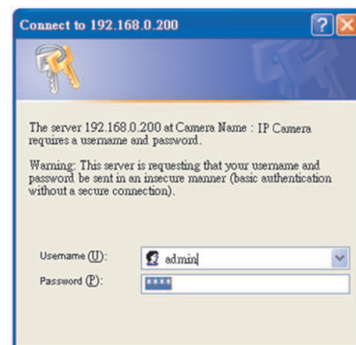 Connect to 192.168.0.200
The server 192.168.0.200 at Camera Name : IP Camera
requires a username and password.
Warning: This server is requesting that your username and
password be sent in an insecure manner (basic authentication
without a secure connection).
Username (U):
admin
Password (P):
****